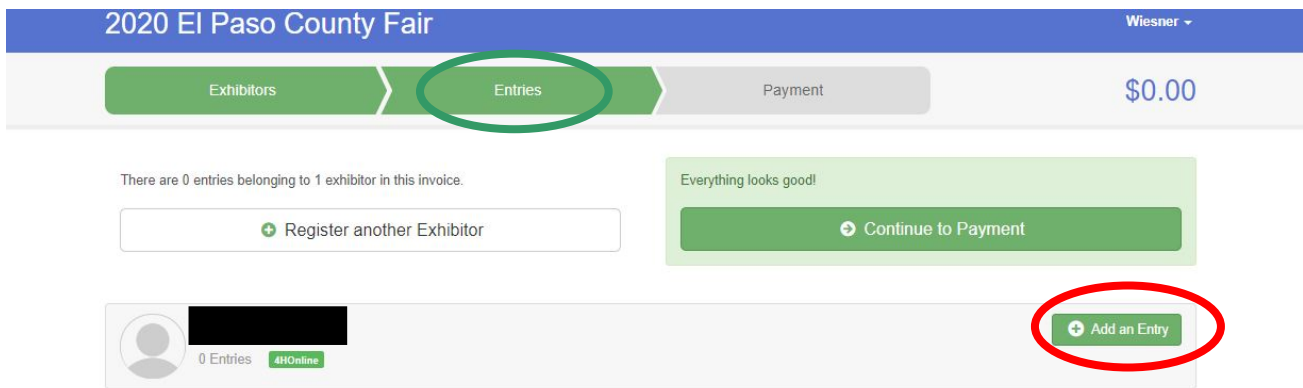 2020 El Paso County Fair
Wiesner
Exhibitors
Entries
Payment
$0.00
There are 0 entries belonging to 1 exhibitor in this invoice.
Everything looks good!
Register another Exhibitor
Continue to Payment
Add an Entry
0 Entries 4HOnline